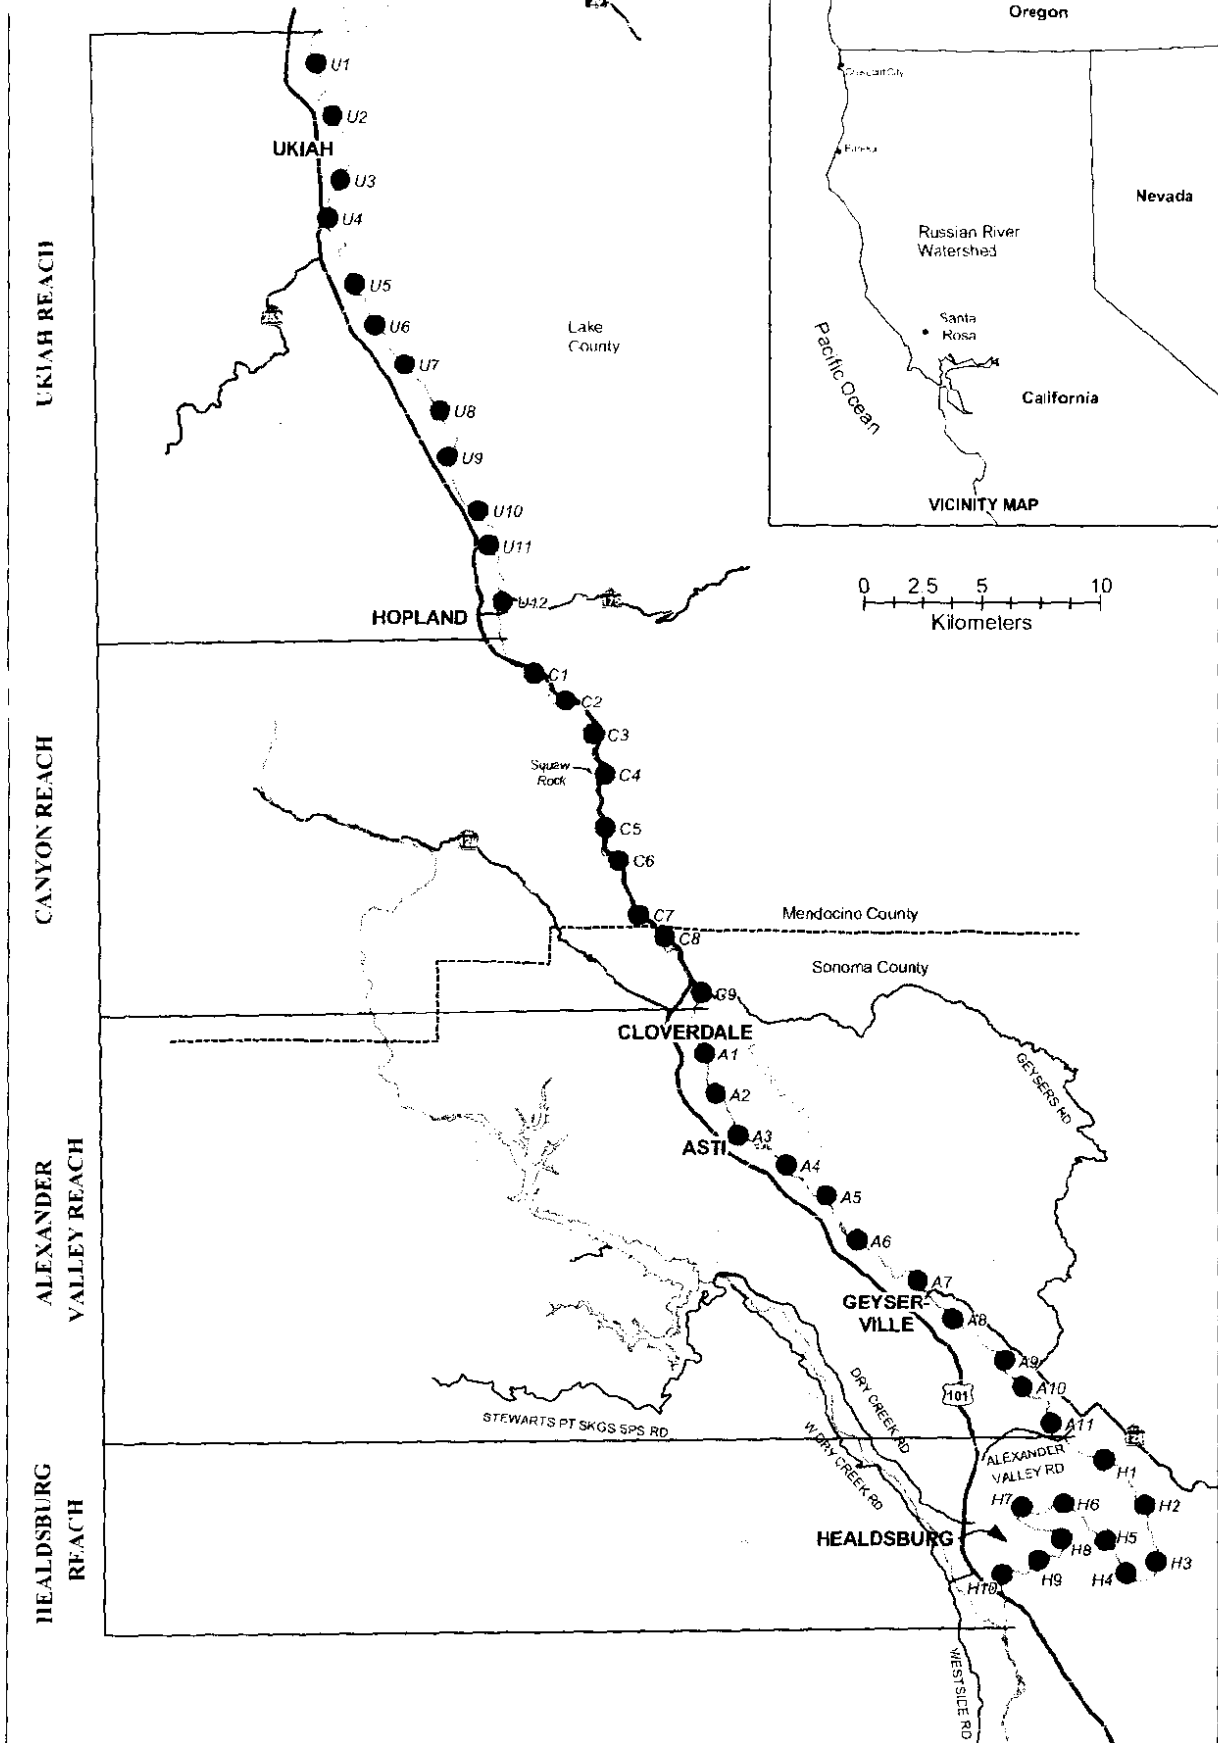 Oregon
U1
Crescent City
U2
UKIAH
Eureka
U3
Nevada
U4
Russian River
Watershed
UKIAH REACH
U5
U6
Lake
County
Santa
Rosa
U7
Pacific Ocean
California
U8
U9
VICINITY MAP
U10
U11
0 2.5 5 10
Kilometers
U12
HOPLAND
C1
C2
C3
Squaw
Rock
C4
CANYON REACH
C5
C6
C7
Mendocino County
C8
Sonoma County
C9
CLOVERDALE
A1
GEYSERS RD
A2
A3
ASTI
A4
A5
ALEXANDER
VALLEY REACH
A6
A7
GEYSER-
VILLE
A8
A9
A10
101
DRY CREEK RD
A11
STEWARTS PT SKGS SPS RD
W DRY CREEK RD
ALEXANDER
VALLEY RD
H1
H7
H6
H2
HEALDSBURG
H8
H5
H9
H4
H3
H10
HEALDSBURG
REACH
WESTSIDE RD